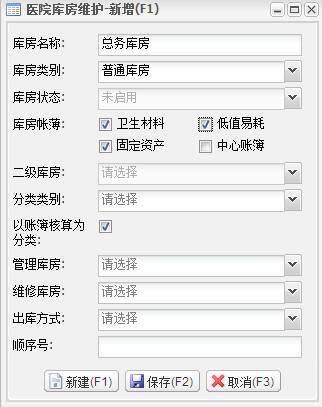 医院库房维护-新增(F1)
库房名称: 总务库房
库房类别: 普通库房
库房状态: 未启用
库房帐薄: 卫生材料 低值易耗
固定资产 中心账簿
二级库房: 请选择
分类类别: 请选择
以账簿核算为
分类:
管理库房: 请选择
维修库房: 请选择
出库方式: 请选择
顺序号:
新建(F1) 保存(F2) 取消(F3)